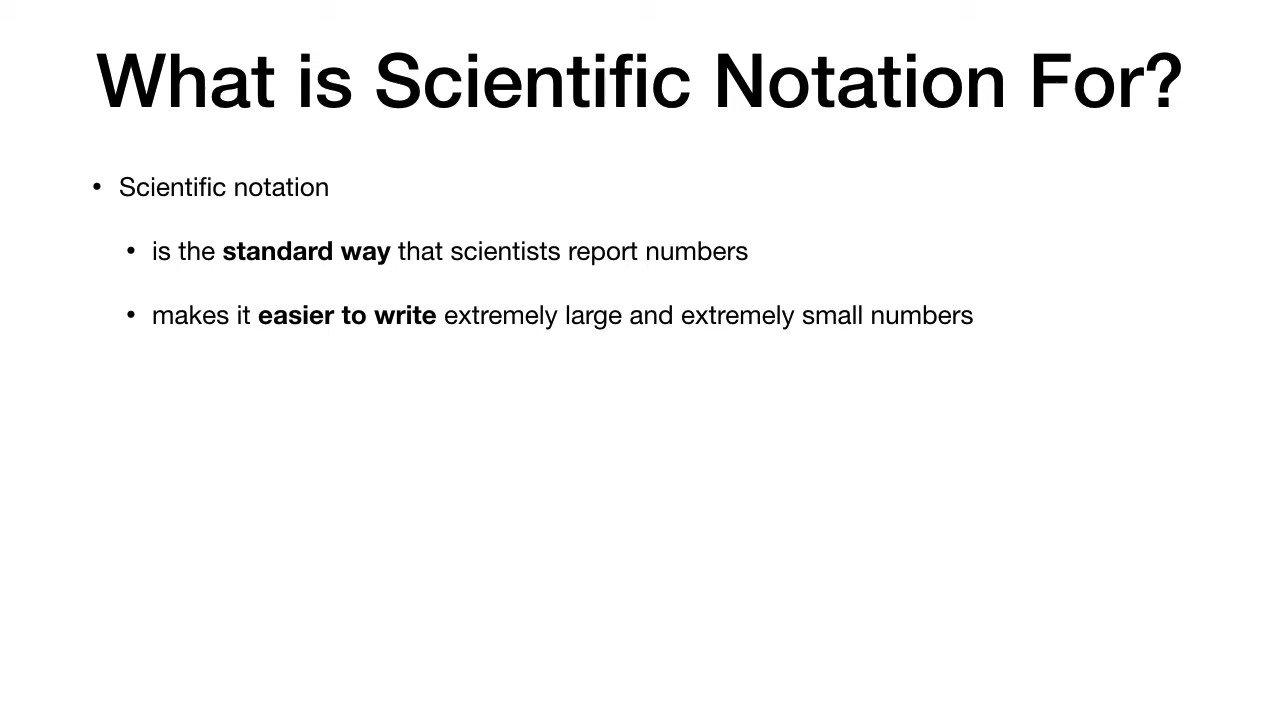 What is Scientific Notation For?
• Scientific notation
• is the standard way that scientists report numbers
• makes it easier to write extremely large and extremely small numbers